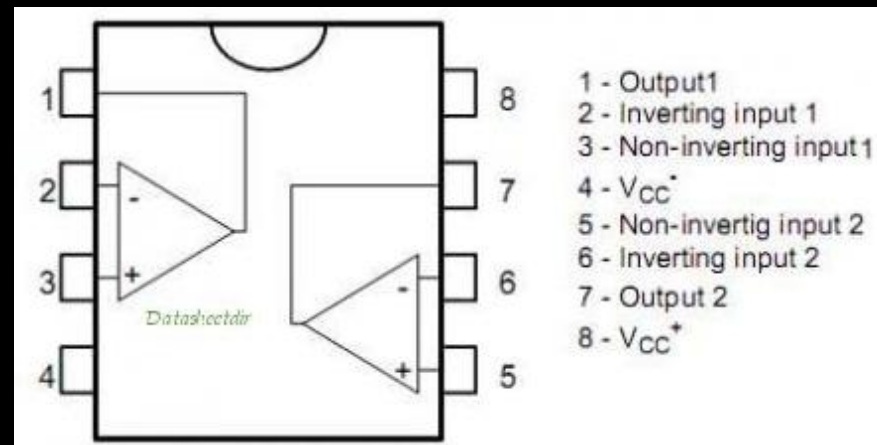 1
2
3
4
8
7
6
5
-
+
-
+
Datasheetdir
1 - Output1
2 - Inverting input 1
3 - Non-inverting input1
4 - VCC-
5 - Non-invertig input 2
6 - Inverting input 2
7 - Output 2
8 - VCC+